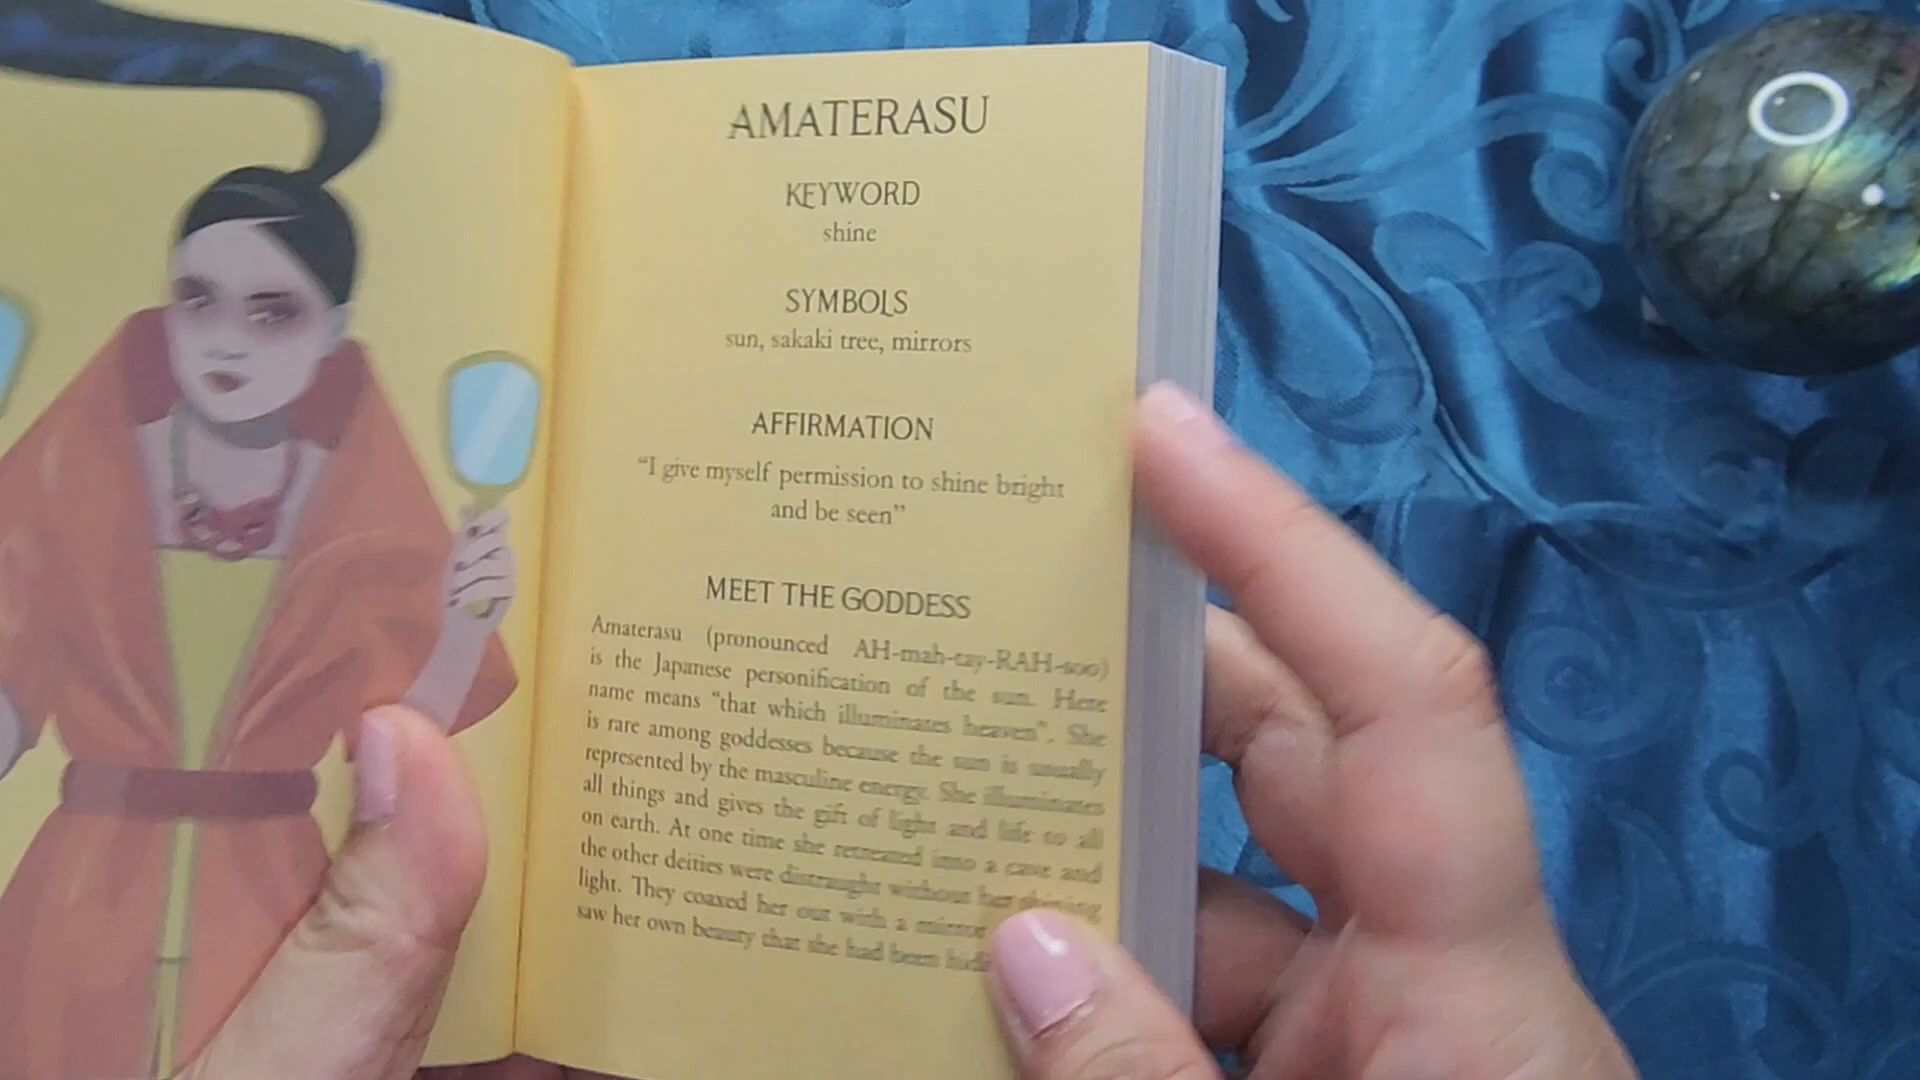 AMATERASU
KEYWORD
shine
SYMBOLS
sun, sakaki tree, mirrors
AFFIRMATION
“I give myself permission to shine bright
and be seen”
MEET THE GODDESS
Amaterasu (pronounced AH-mah-tay-RAH-soo)
is the Japanese personification of the sun. Here
name means “that which illuminates heaven”. She
is rare among goddesses because the sun is usually
represented by the masculine energy. She illuminates
all things and gives the gift of light and life to all
on earth. At one time she retreated into a cave and
the other deities were distraught without her shining
light. They coaxed her out with a mirror
saw her own beauty that she had been